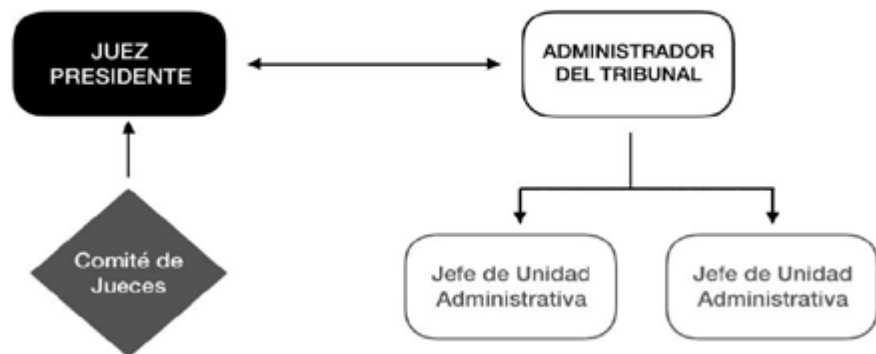 JUEZ
PRESIDENTE
ADMINISTRADOR
DEL TRIBUNAL
Comité de
Jueces
Jefe de Unidad
Administrativa
Jefe de Unidad
Administrativa